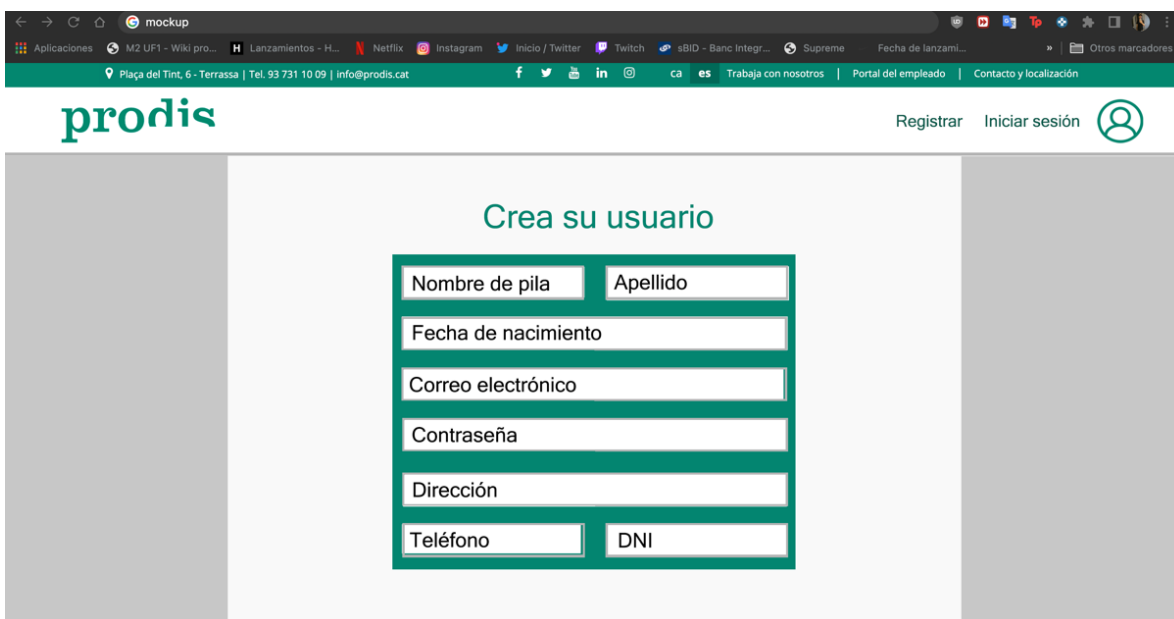 mockup
Aplicaciones M2 UF1 - Wiki pro... H Lanzamientos - H... N Netflix Instagram Inicio / Twitter Twitch sBID - Banc Integr... Supreme Fecha de lanzami... » Otros marcadores
Plaça del Tint, 6 - Terrassa | Tel. 93 731 10 09 | info@prodis.cat ca es Trabaja con nosotros | Portal del empleado | Contacto y localización
prodis Registrar Iniciar sesión
Crea su usuario
Nombre de pila Apellido
Fecha de nacimiento
Correo electrónico
Contraseña
Dirección
Teléfono DNI